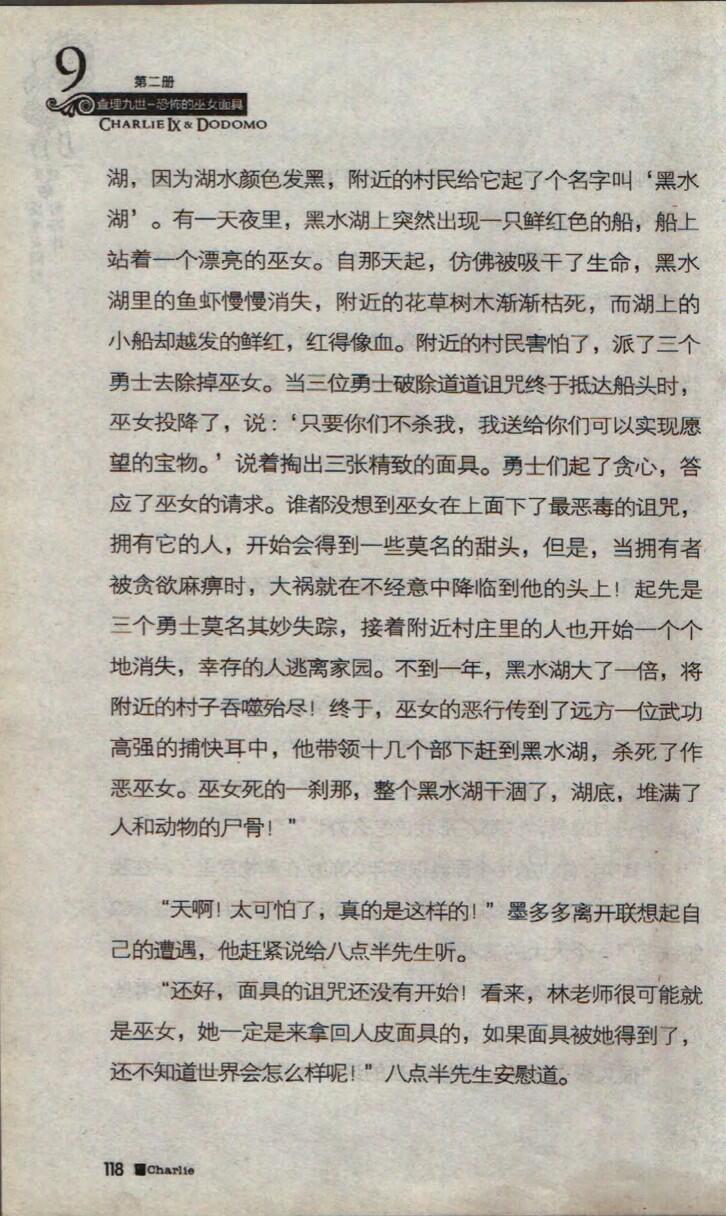 9
第二册
查理九世-恐怖的巫女面具
CHARLIE IX & DODOMO
湖，因为湖水颜色发黑，附近的村民给它起了个名字叫‘黑水
湖’。有一天夜里，黑水湖上突然出现一只鲜红色的船，船上
站着一个漂亮的巫女。自那天起，仿佛被吸干了生命，黑水
湖里的鱼虾慢慢消失，附近的花草树木渐渐枯死，而湖上的
小船却越发的鲜红，红得像血。附近的村民害怕了，派了三个
勇士去除掉巫女。当三位勇士破除道道诅咒终于抵达船头时，
巫女投降了，说：‘只要你们不杀我，我送给你们可以实现愿
望的宝物。’说着掏出三张精致的面具。勇士们起了贪心，答
应了巫女的请求。谁都没想到巫女在上面下了最恶毒的诅咒，
拥有它的人，开始会得到一些莫名的甜头，但是，当拥有者
被贪欲麻痹时，大祸就在不经意中降临到他的头上！起先是
三个勇士莫名其妙失踪，接着附近村庄里的人也开始一个个
地消失，幸存的人逃离家园。不到一年，黑水湖大了一倍，将
附近的村子吞噬殆尽！终于，巫女的恶行传到了远方一位武功
高强的捕快耳中，他带领十几个部下赶到黑水湖，杀死了作
恶巫女。巫女死的一刹那，整个黑水湖干涸了，湖底，堆满了
人和动物的尸骨！”
“天啊！太可怕了，真的是这样的！”墨多多离开联想起自
己的遭遇，他赶紧说给八点半先生听。
“还好，面具的诅咒还没有开始！看来，林老师很可能就
是巫女，她一定是来拿回人皮面具的，如果面具被她得到了，
还不知道世界会怎么样呢！”八点半先生安慰道。
118 Charlie